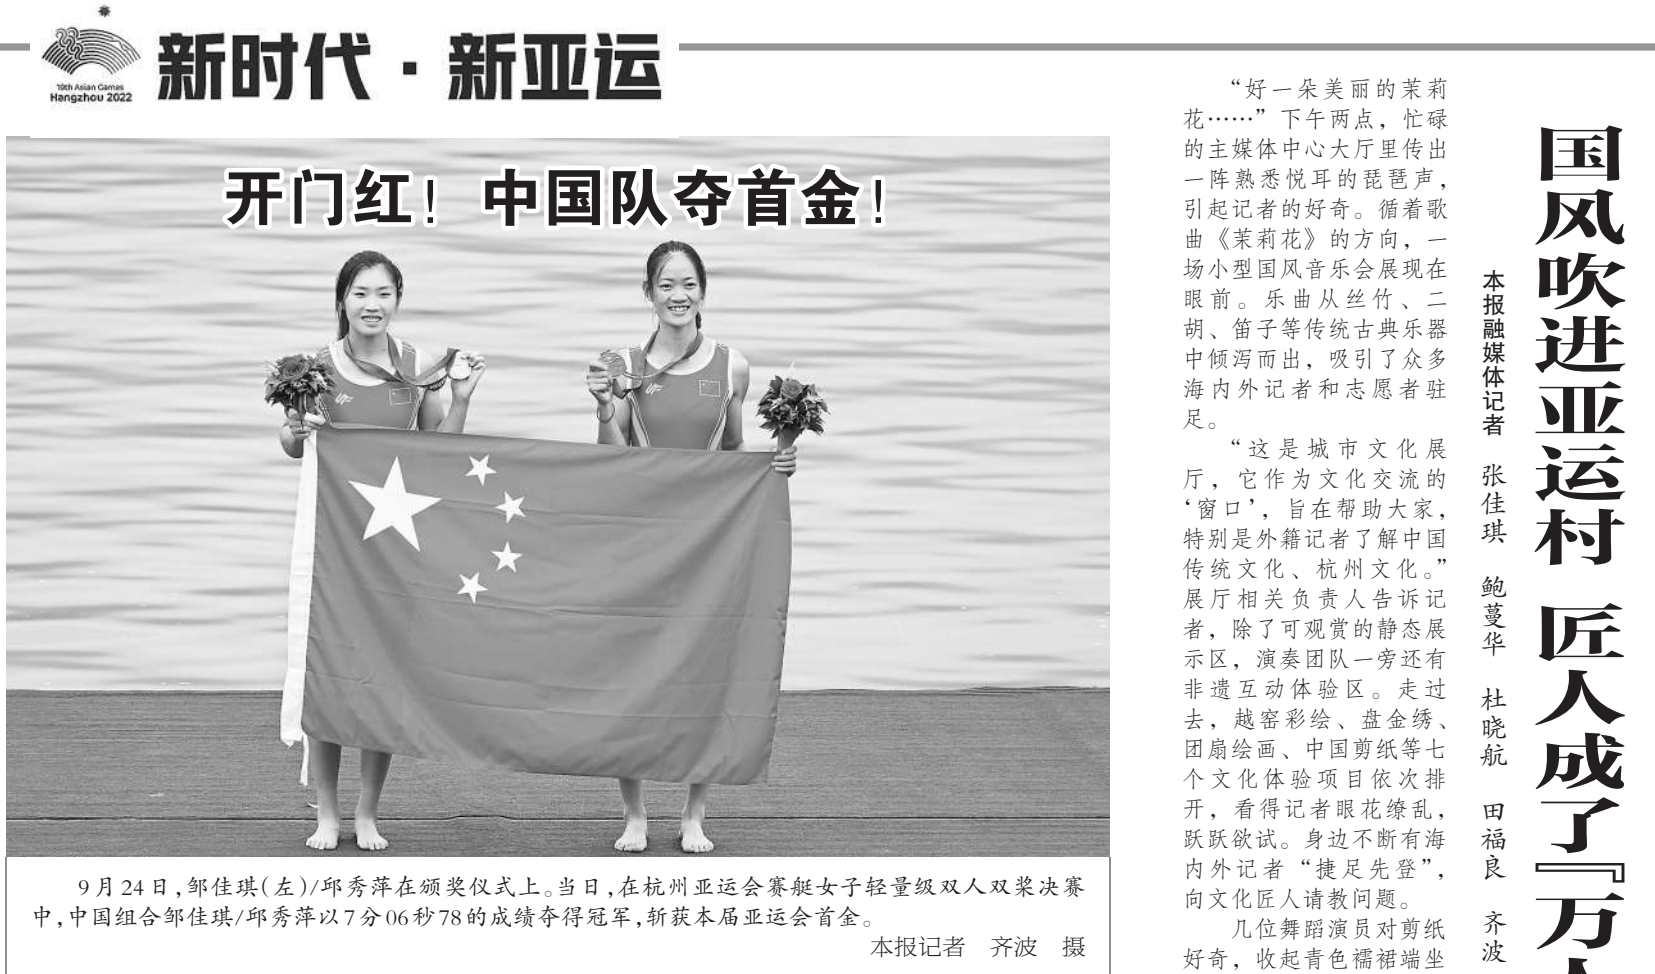 19th Asian Games
Hangzhou 2022
新时代·新亚运
开门红！中国队夺首金！
9月24日，邹佳琪（左）/邱秀萍在颁奖仪式上。当日，在杭州亚运会赛艇女子轻量级双人双桨决赛
中，中国组合邹佳琪/邱秀萍以7分06秒78的成绩夺得冠军，斩获本届亚运会首金。
本报记者 齐波 摄
国风吹进亚运村 匠人成了『万
本报融媒体记者 张佳琪 鲍蔓华 杜晓航 田福良 齐波
“好一朵美丽的茉莉
花……”下午两点，忙碌
的主媒体中心大厅里传出
一阵熟悉悦耳的琵琶声，
引起记者的好奇。循着歌
曲《茉莉花》的方向，一
场小型国风音乐会展现在
眼前。乐曲从丝竹、二
胡、笛子等传统古典乐器
中倾泻而出，吸引了众多
海内外记者和志愿者驻
足。
“这是城市文化展
厅，它作为文化交流的
‘窗口’，旨在帮助大家，
特别是外籍记者了解中国
传统文化、杭州文化。”
展厅相关负责人告诉记
者，除了可观赏的静态展
示区，演奏团队一旁还有
非遗互动体验区。走过
去，越窑彩绘、盘金绣、
团扇绘画、中国剪纸等七
个文化体验项目依次排
开，看得记者眼花缭乱，
跃跃欲试。身边不断有海
内外记者“捷足先登”，
向文化匠人请教问题。
几位舞蹈演员对剪纸
好奇，收起青色襦裙端坐